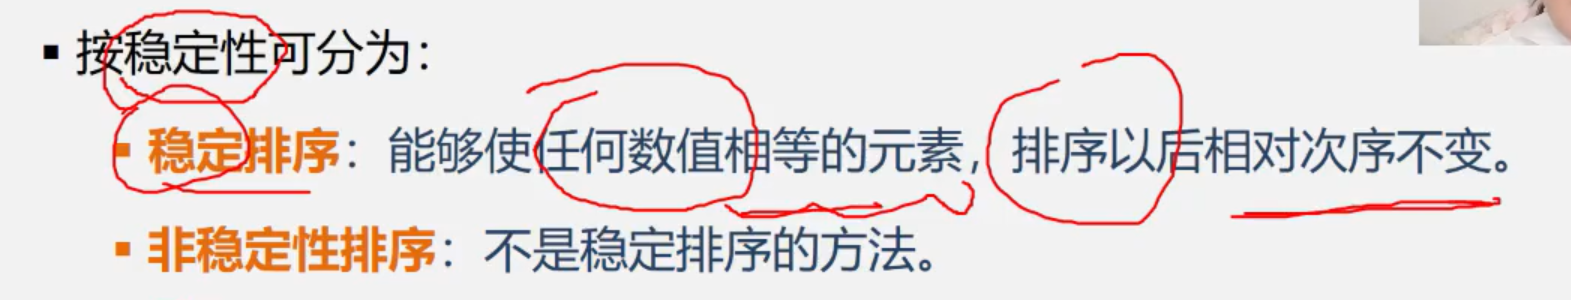 ▪ 按稳定性可分为：
▪ 稳定排序：能够使任何数值相等的元素，排序以后相对次序不变。
▪ 非稳定性排序：不是稳定排序的方法。